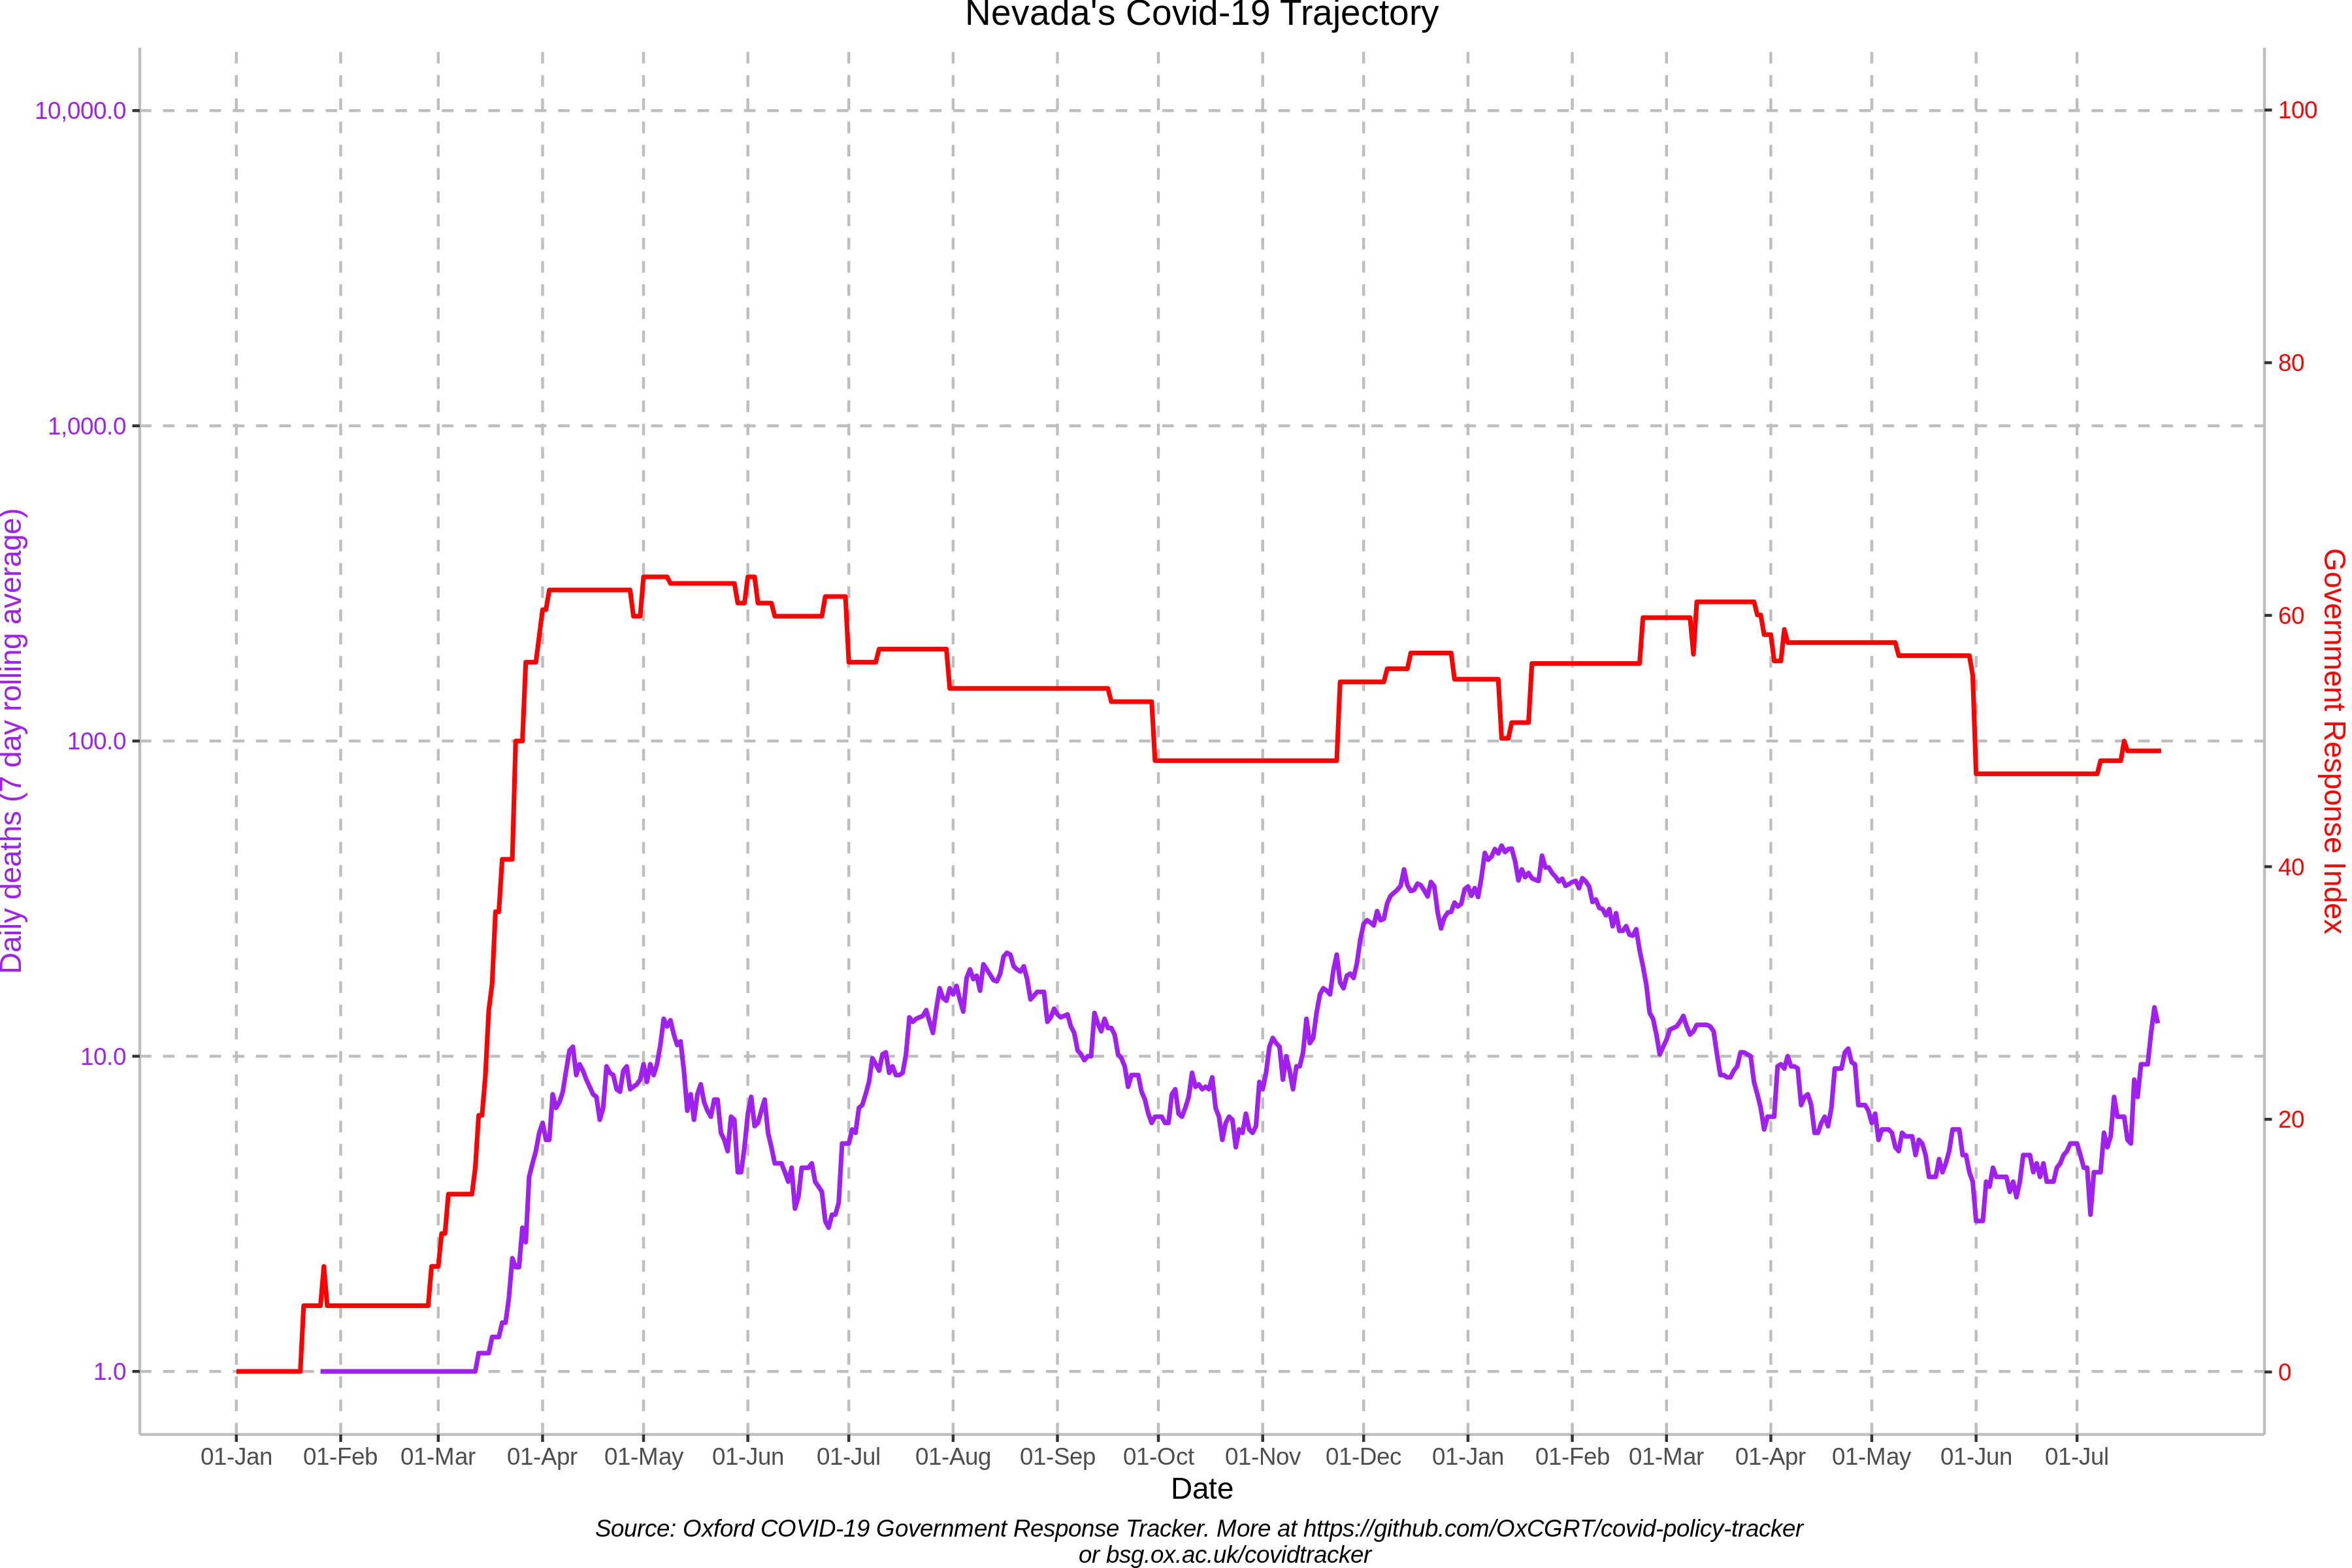 Nevada's Covid-19 Trajectory
10,000.0
1,000.0
100.0
10.0
1.0
Daily deaths (7 day rolling average)
100
80
60
40
20
0
Government Response Index
01-Jan 01-Feb 01-Mar 01-Apr 01-May 01-Jun 01-Jul 01-Aug 01-Sep 01-Oct 01-Nov 01-Dec 01-Jan 01-Feb 01-Mar 01-Apr 01-May 01-Jun 01-Jul
Date
Source: Oxford COVID-19 Government Response Tracker. More at https://github.com/OxCGRT/covid-policy-tracker
or bsg.ox.ac.uk/covidtracker